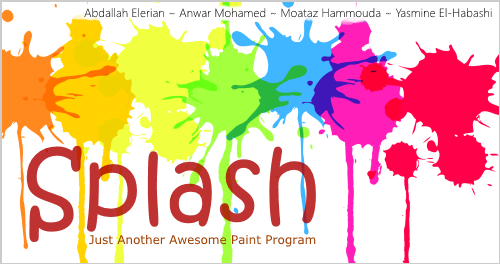 Abdallah Elerian ~ Anwar Mohamed ~ Moataz Hammouda ~ Yasmine El-Habashi
Splash
Just Another Awesome Paint Program